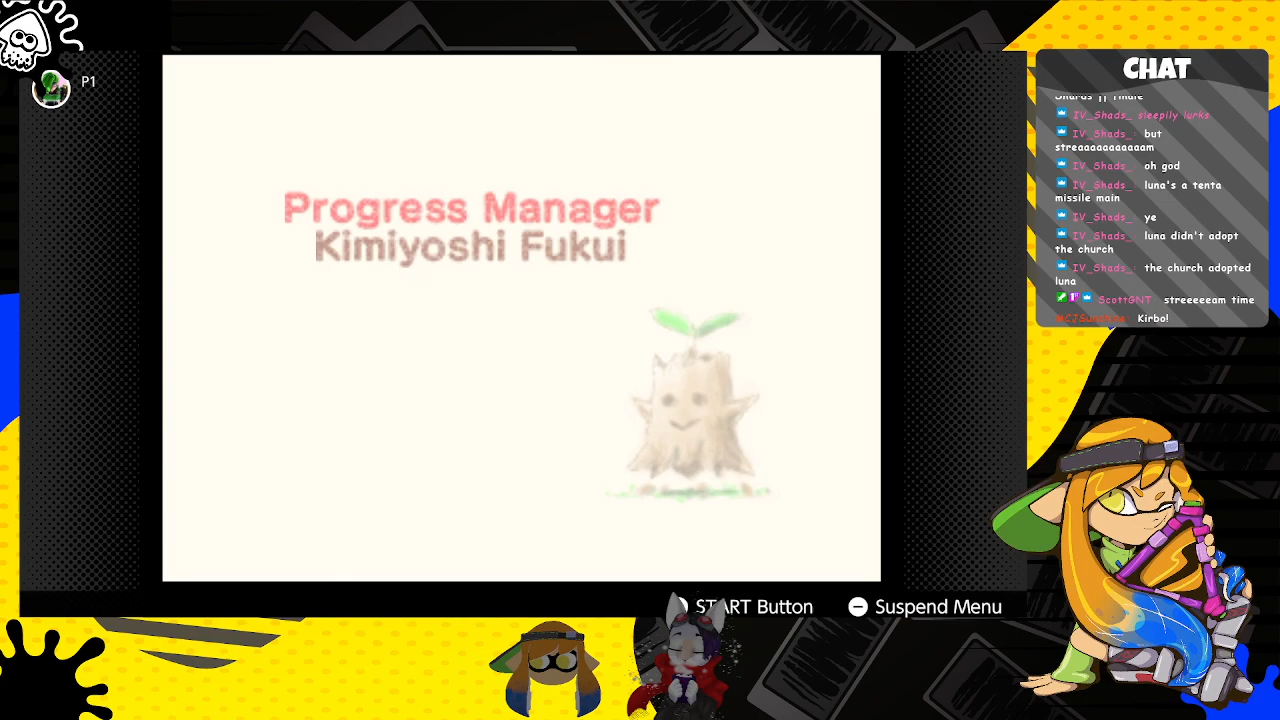 P1
Progress Manager
Kimiyoshi Fukui
START Button
Suspend Menu
CHAT
IV_Shads_ sleepily lurks
IV_Shads_: but
streaaaaaaaaaaam
IV_Shads_: oh god
IV_Shads_: luna's a tenta
missile main
IV_Shads_: ye
IV_Shads_: luna didn't adopt
the church
IV_Shads_: the church adopted
luna
ScottGNT: streeeeeam time
Kirbo!